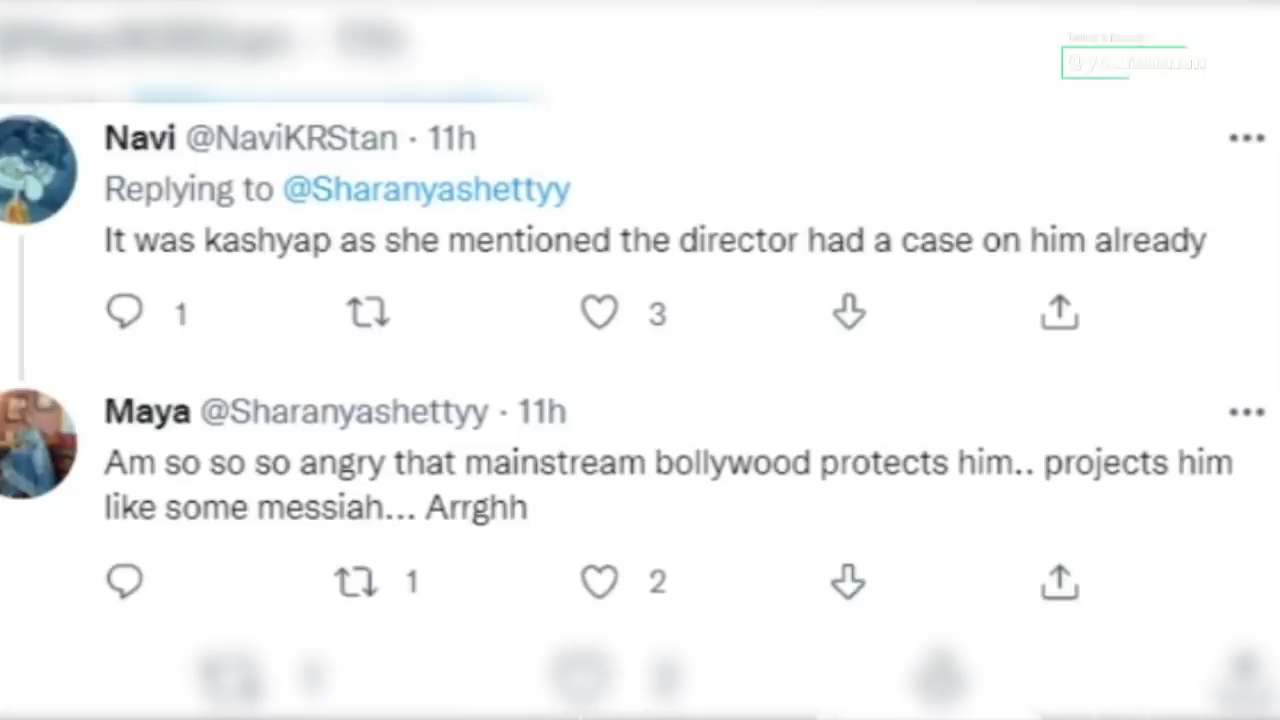 Navi @NaviKRStan · 11h
Replying to @Sharanyashettyy
It was kashyap as she mentioned the director had a case on him already
1
3
Maya @Sharanyashettyy · 11h
Am so so so angry that mainstream bollywood protects him.. projects him
like some messiah... Arrghh
1
2